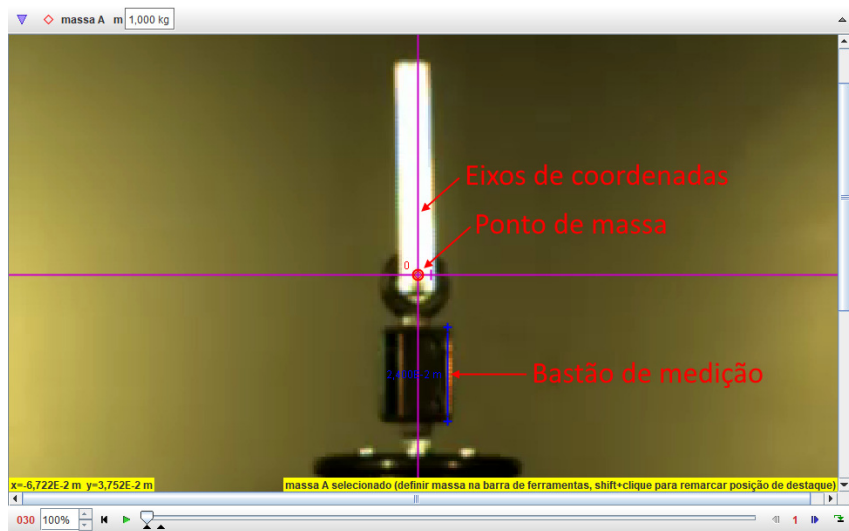 massa A m 1,000 kg
Eixos de coordenadas
Ponto de massa
0
Bastão de medição
x=-6,722E-2 m y=3,752E-2 m
massa A selecionado (definir massa na barra de ferramentas, shift+clique para remarcar posição de destaque)
030 100% 1